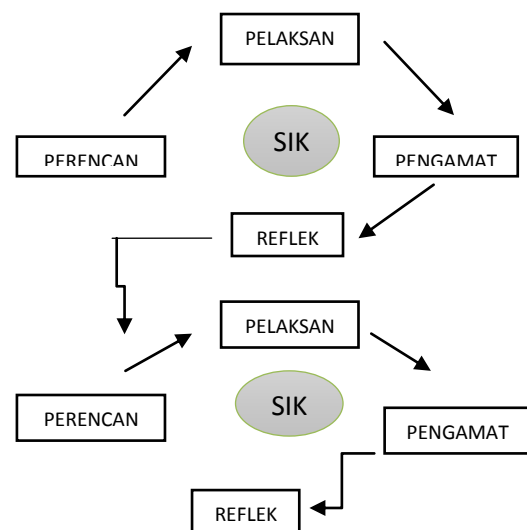 PELAKSAN
SIK
PERENCAN
PENGAMAT
REFLEK
PELAKSAN
SIK
PERENCAN
PENGAMAT
REFLEK